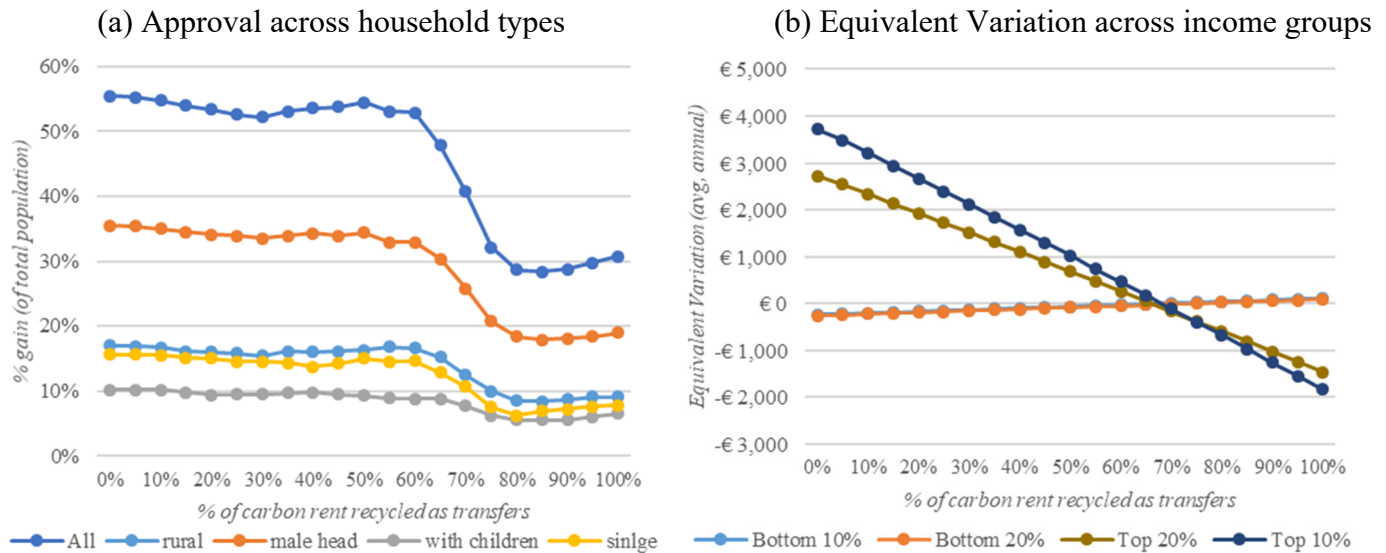 (a) Approval across household types
60%
50%
40%
30%
20%
10%
0%
% gain (of total population)
0% 10% 20% 30% 40% 50% 60% 70% 80% 90% 100%
% of carbon rent recycled as transfers
All rural male head with children sinlge
(b) Equivalent Variation across income groups
€ 5,000
€ 4,000
€ 3,000
€ 2,000
€ 1,000
€ 0
-€ 1,000
-€ 2,000
-€ 3,000
Equivalent Variation (avg, annual)
0% 10% 20% 30% 40% 50% 60% 70% 80% 90% 100%
% of carbon rent recycled as transfers
Bottom 10% Bottom 20% Top 20% Top 10%